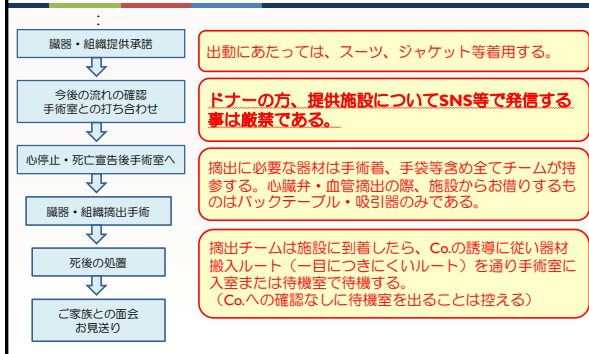 :
臓器・組織提供承諾
今後の流れの確認
手術室との打ち合わせ
心停止・死亡宣告後手術室へ
臓器・組織摘出手術
死後の処置
ご家族との面会
お見送り
出動にあたっては、スーツ、ジャケット等着用する。
ドナーの方、提供施設についてSNS等で発信する
事は厳禁である。
摘出に必要な器材は手術着、手袋等含め全てチームが持
参する。心臓弁・血管摘出の際、施設からお借りするも
のはバックテーブル・吸引器のみである。
摘出チームは施設に到着したら、Co.の誘導に従い器材
搬入ルート（一目につきにくいルート）を通り手術室に
入室または待機室で待機する。
（Co.への確認なしに待機室を出ることは控える）